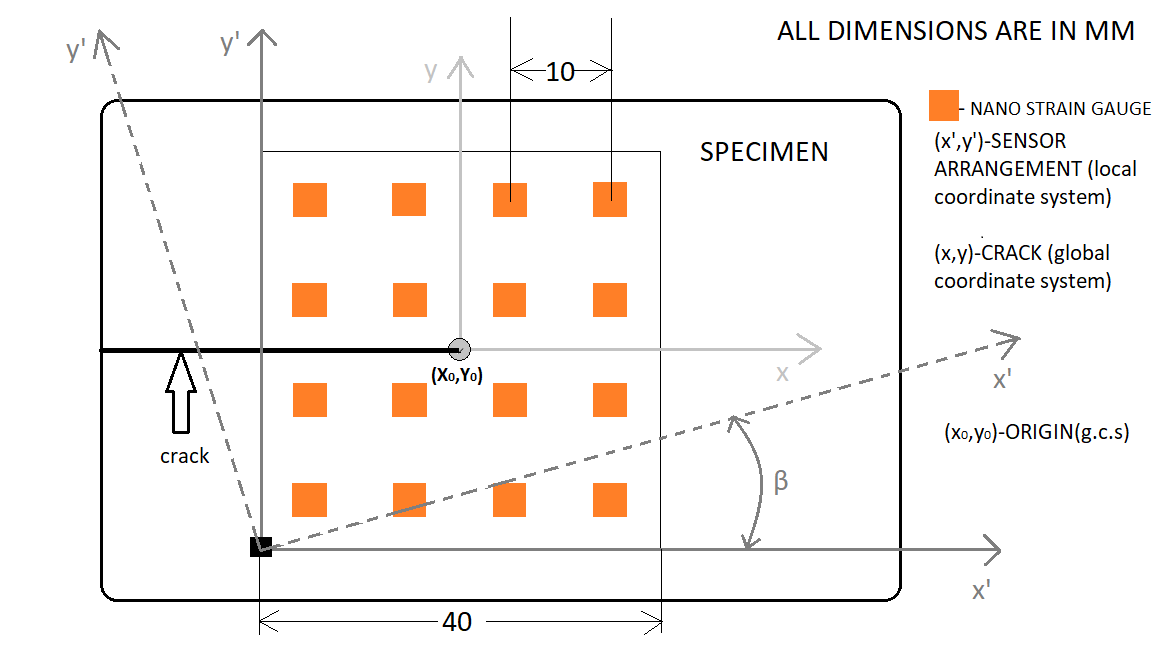 ALL DIMENSIONS ARE IN MM
y'
y'
y
10
- NANO STRAIN GAUGE
(x',y')-SENSOR
ARRANGEMENT (local
coordinate system)
SPECIMEN
(x,y)-CRACK (global
coordinate system)
(X₀,Y₀)
x
x'
crack
(x₀,y₀)-ORIGIN(g.c.s)
β
x'
40